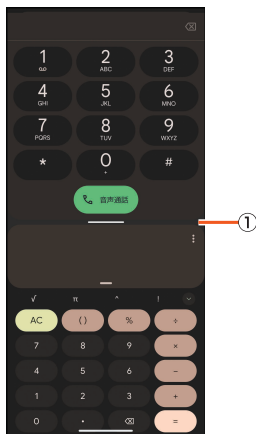 1 2 3
ABC DEF
4 5 6
GHI JKL MNO
7 8 9
PQRS TUV WXYZ
* 0 #
+
音声通話
①
√ π ^ !
AC ( ) % ÷
7 8 9 ×
4 5 6 −
1 2 3 +
0 · =